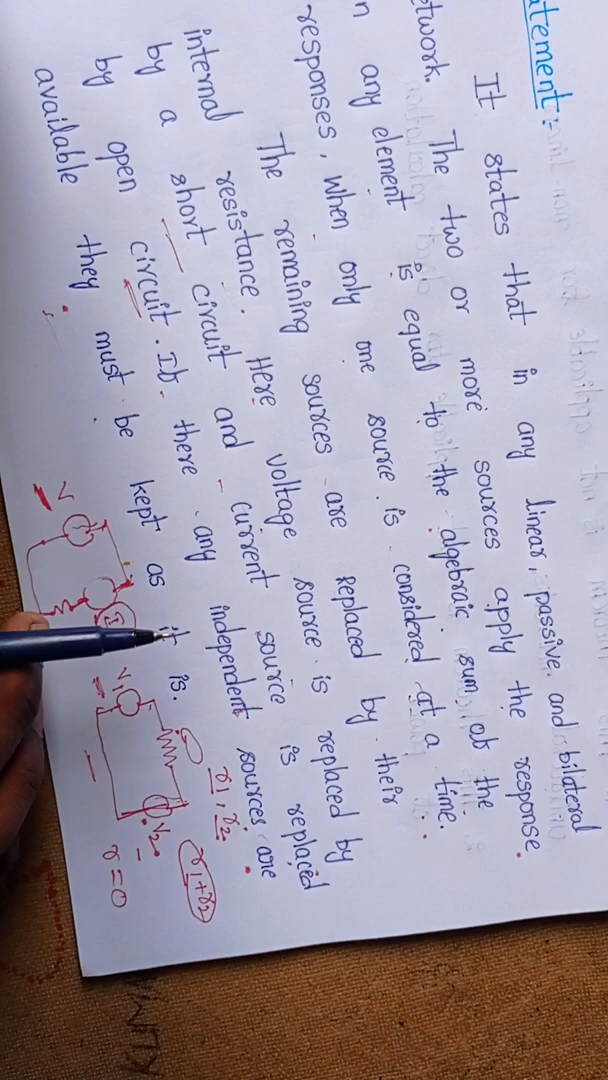 atement:-
It states that in any linear, passive and bilateral
etwork. The two or more sources apply the response
n any element is equal to the algebraic sum of the
responses, when only one source is considered at a time.
The remaining sources are replaced by their
internal resistance. Here voltage source is replaced by
by a short circuit and current source is replaced
by open circuit. If there any independent sources are
available they must be kept as it is.
r1, r2
r1+r2
V
I
V1
V2
r=0
KUMA